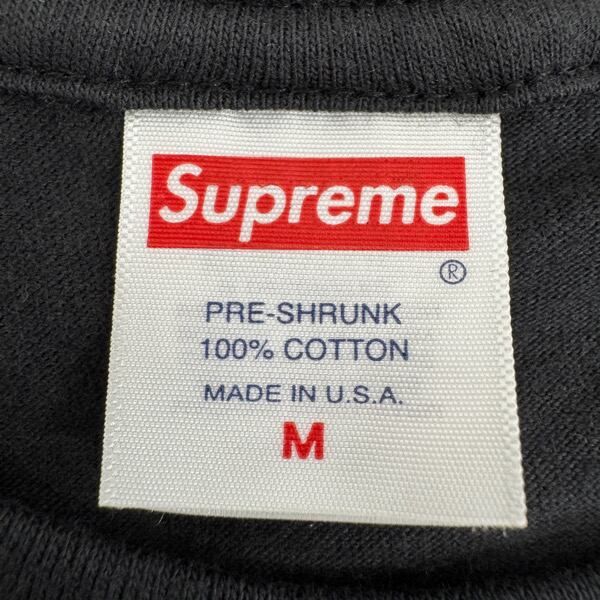 Supreme
®
PRE-SHRUNK
100% COTTON
MADE IN U.S.A.
M